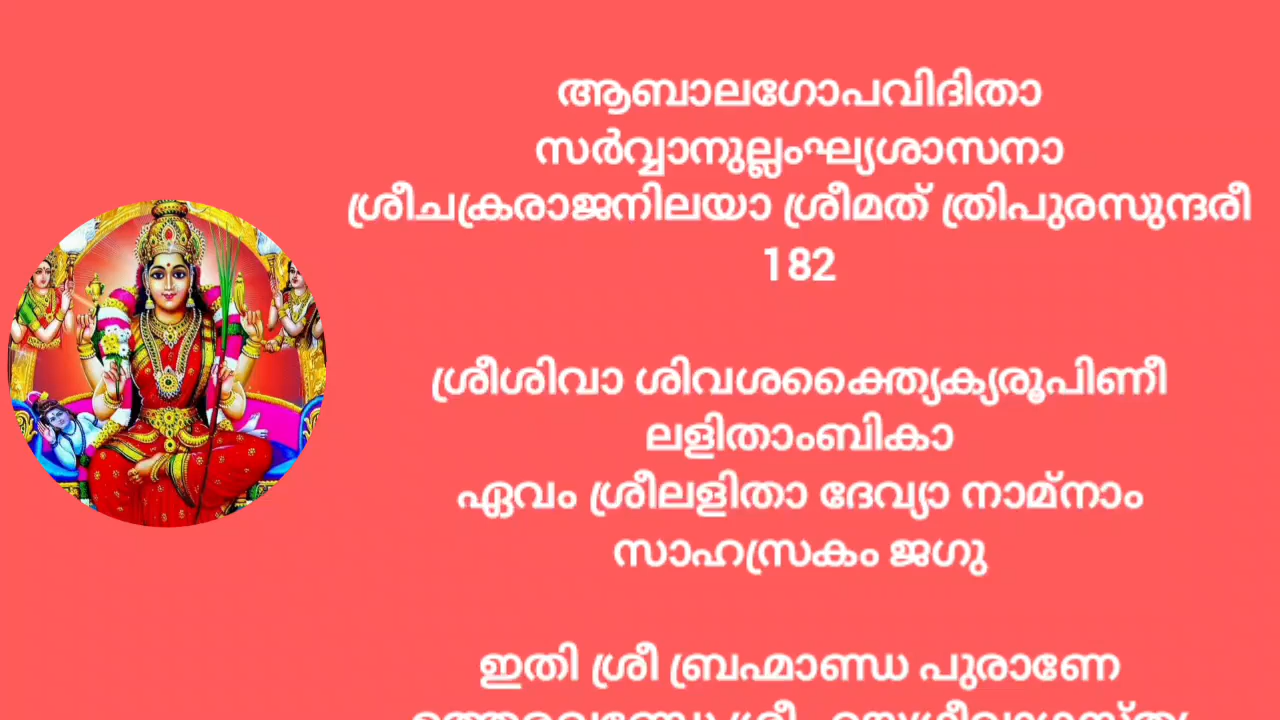 ആബാലഗോപവിദിതാ
സർവ്വാനുല്ലംഘ്യശാസനാ
ശ്രീചക്രരാജനിലയാ ശ്രീമത് ത്രിപുരസുന്ദരീ
182
ശ്രീശിവാ ശിവശക്ത്യൈക്യരൂപിണീ
ലളിതാംബികാ
ഏവം ശ്രീലളിതാ ദേവ്യാ നാമ്നാം
സാഹസ്രകം ജഗു
ഇതി ശ്രീ ബ്രഹ്മാണ്ഡ പുരാണേ